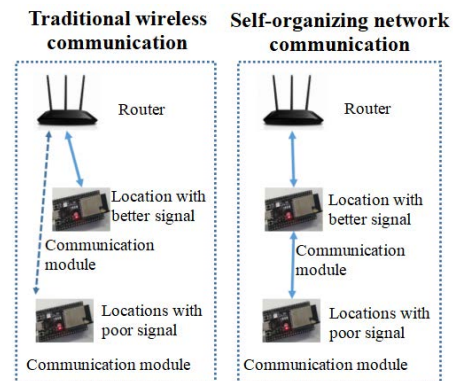 Traditional wireless
communication
Router
Location with
better signal
Communication
module
Locations with
poor signal
Communication module
Self-organizing network
communication
Router
Location with
better signal
Communication
module
Locations with
poor signal
Communication module